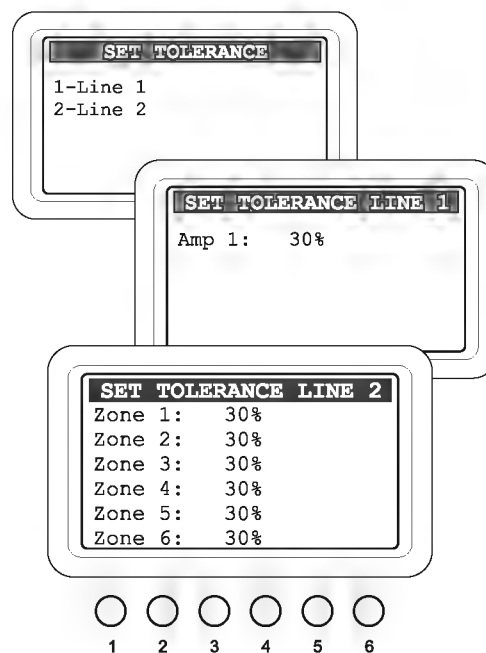 SET TOLERANCE
1-Line 1
2-Line 2
SET TOLERANCE LINE 1
Amp 1: 30%
SET TOLERANCE LINE 2
Zone 1: 30%
Zone 2: 30%
Zone 3: 30%
Zone 4: 30%
Zone 5: 30%
Zone 6: 30%
1 2 3 4 5 6